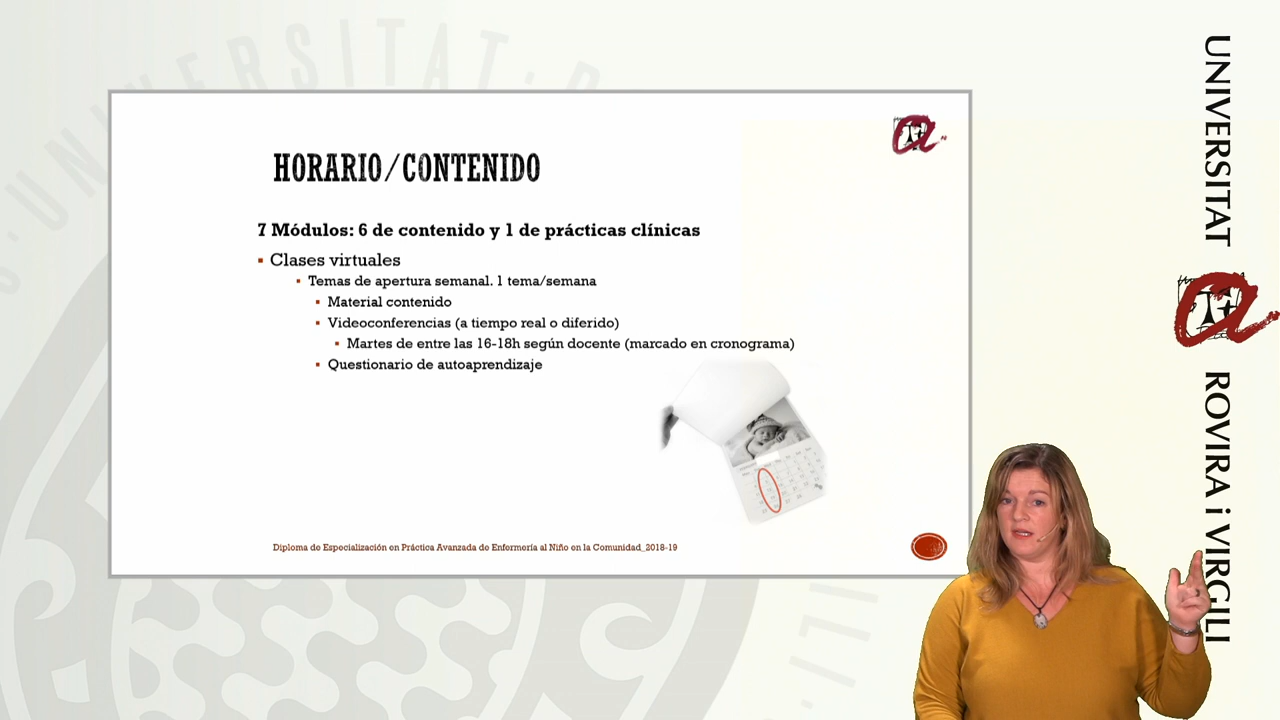 HORARIO/CONTENIDO
7 Módulos: 6 de contenido y 1 de prácticas clínicas
Clases virtuales
Temas de apertura semanal. 1 tema/semana
Material contenido
Videoconferencias (a tiempo real o diferido)
Martes de entre las 16-18h según docente (marcado en cronograma)
Questionario de autoaprendizaje
Diploma de Especialización en Práctica Avanzada de Enfermería al Niño en la Comunidad_2018-19
UNIVERSITAT
ROVIRA i VIRGILI